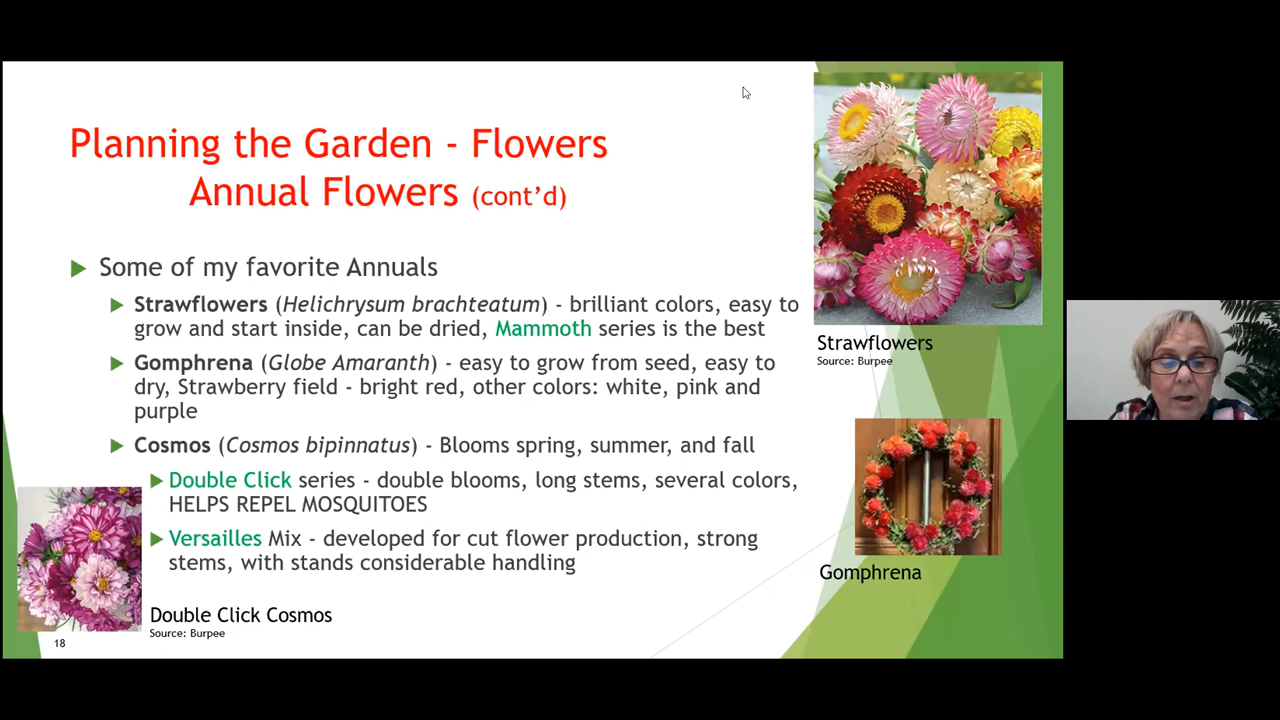 Planning the Garden - Flowers
Annual Flowers (cont’d)
Some of my favorite Annuals
Strawflowers (Helichrysum brachteatum) - brilliant colors, easy to
grow and start inside, can be dried, Mammoth series is the best
Gomphrena (Globe Amaranth) - easy to grow from seed, easy to
dry, Strawberry field - bright red, other colors: white, pink and
purple
Cosmos (Cosmos bipinnatus) - Blooms spring, summer, and fall
Double Click series - double blooms, long stems, several colors,
HELPS REPEL MOSQUITOES
Versailles Mix - developed for cut flower production, strong
stems, with stands considerable handling
Double Click Cosmos
Source: Burpee
18
Strawflowers
Source: Burpee
Gomphrena